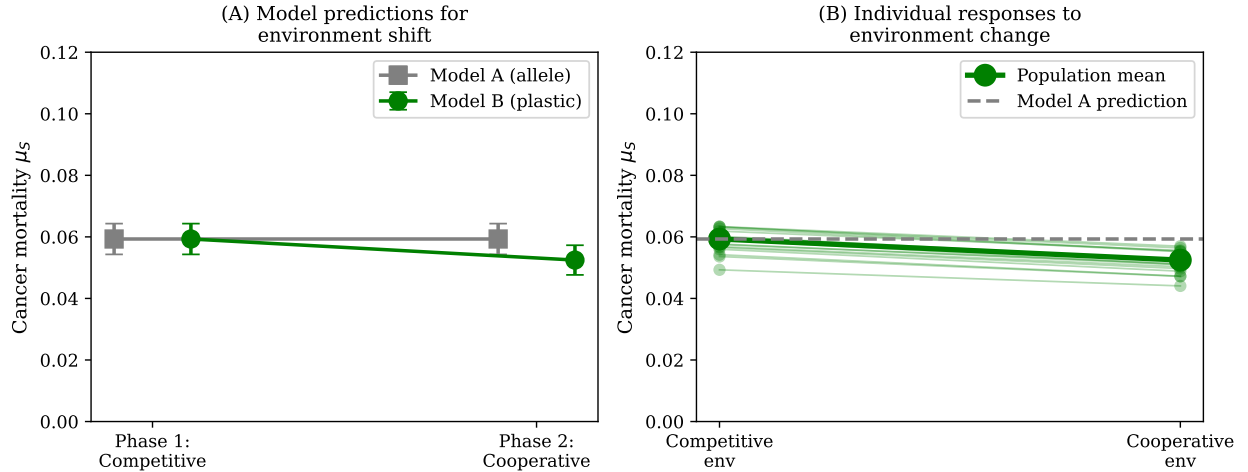 (A) Model predictions for
environment shift
Cancer mortality μS
0.12
0.10
0.08
0.06
0.04
0.02
0.00
Model A (allele)
Model B (plastic)
Phase 1:
Competitive
Phase 2:
Cooperative
(B) Individual responses to
environment change
Cancer mortality μS
0.12
0.10
0.08
0.06
0.04
0.02
0.00
Population mean
Model A prediction
Competitive
env
Cooperative
env